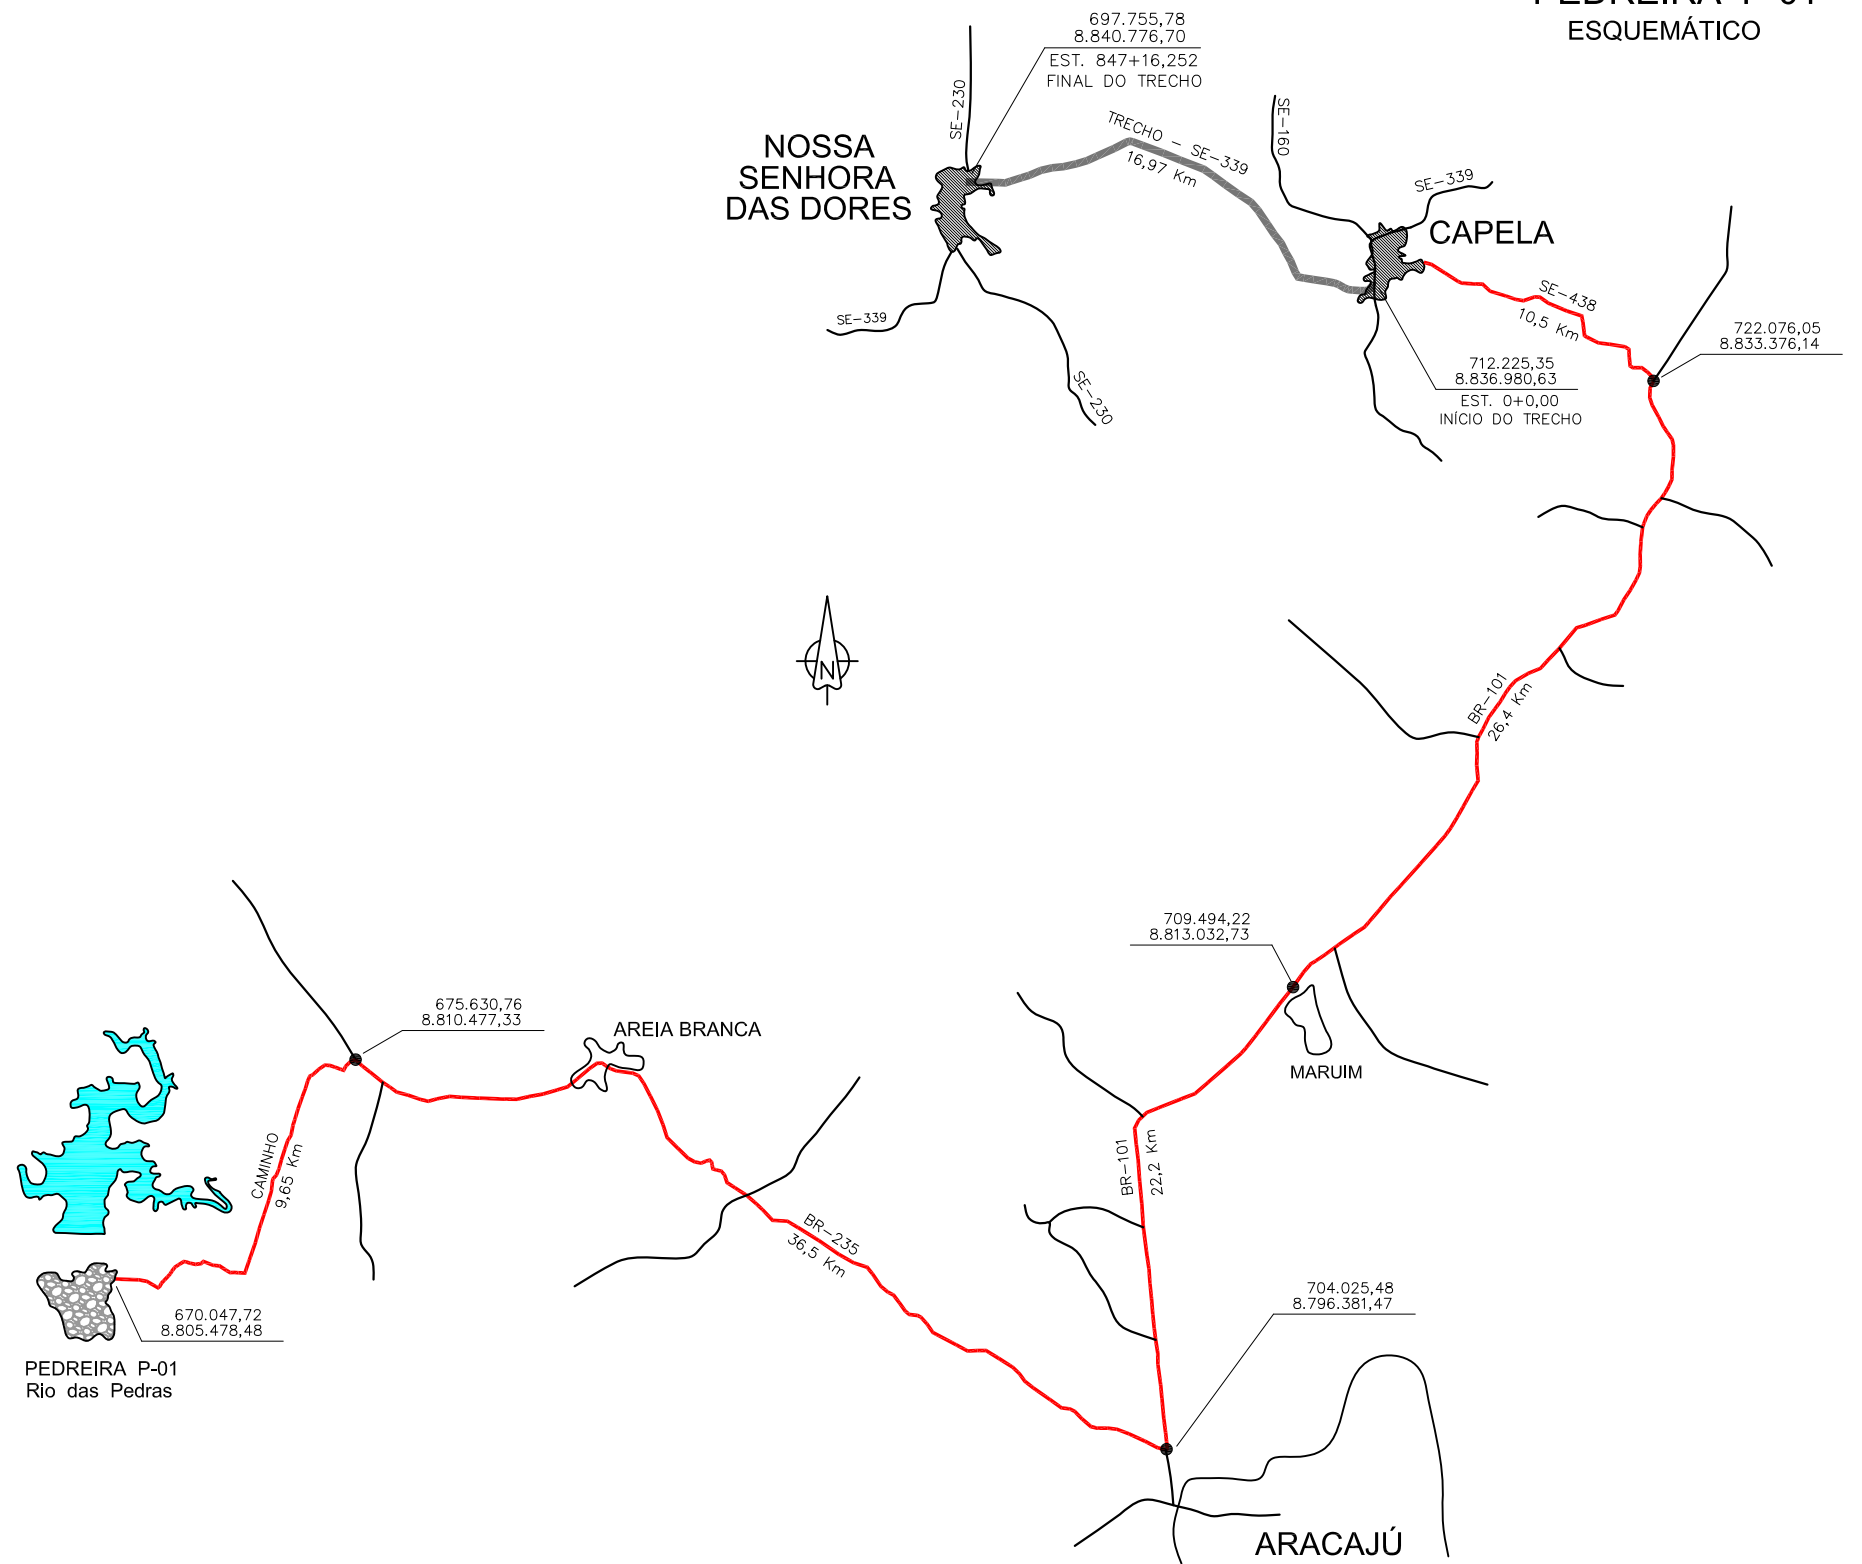 ESQUEMÁTICO
697.755,78
8.840.776,70
EST. 847+16,252
FINAL DO TRECHO
SE-230
NOSSA
SENHORA
DAS DORES
TRECHO - SE-339
16,97 Km
SE-160
SE-339
CAPELA
SE-339
SE-230
SE-438
10,5 Km
722.076,05
8.833.376,14
712.225,35
8.836.980,63
EST. 0+0,00
INÍCIO DO TRECHO
N
BR-101
26,4 Km
709.494,22
8.813.032,73
MARUIM
675.630,76
8.810.477,33
AREIA BRANCA
CAMINHO
9,65 Km
BR-101
22,2 Km
BR-235
36,5 Km
670.047,72
8.805.478,48
PEDREIRA P-01
Rio das Pedras
704.025,48
8.796.381,47
ARACAJÚ